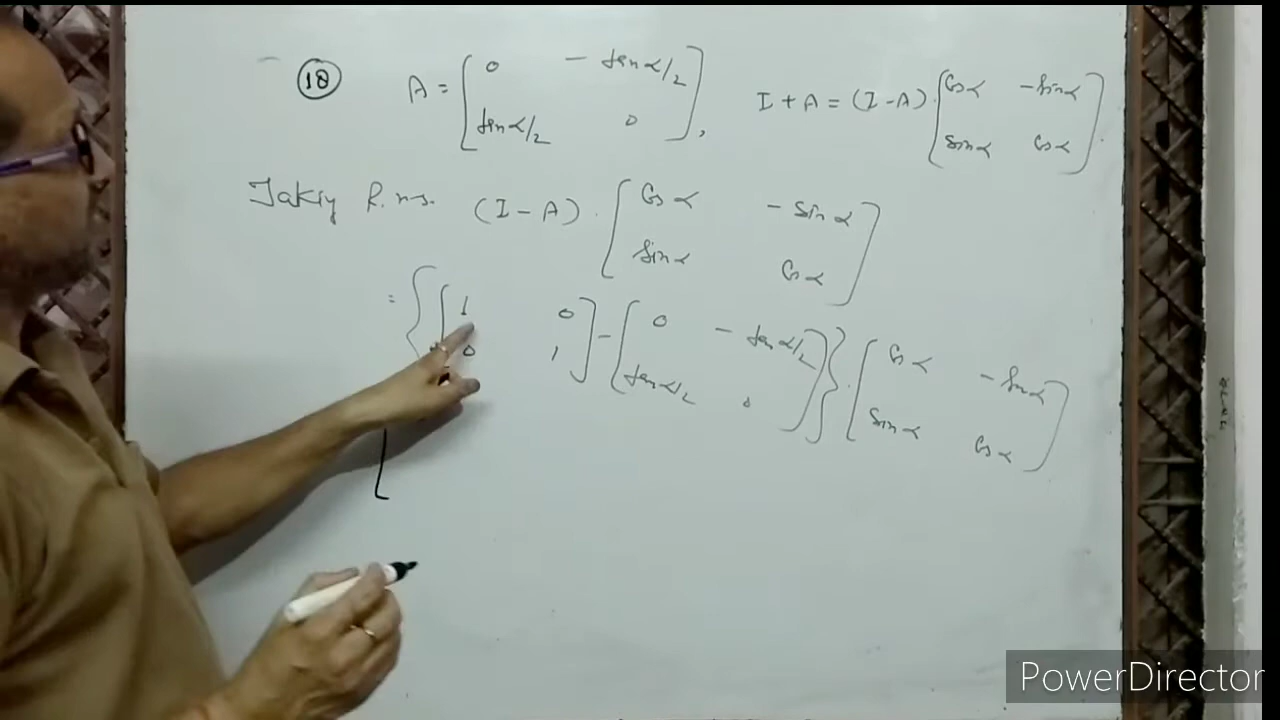 18 A = [ 0 - tan α/2 tan α/2 0 ] , I + A = (I - A) [ Cos α - Sin α Sin α Cos α ] .
Taking R.H.S. (I - A) . [ Cos α - Sin α Sin α Cos α ]
= { [ 1 0 0 1 ] - [ 0 - tan α/2 tan α/2 0 ] } . [ Cos α - Sin α Sin α Cos α ]
[
PowerDirector